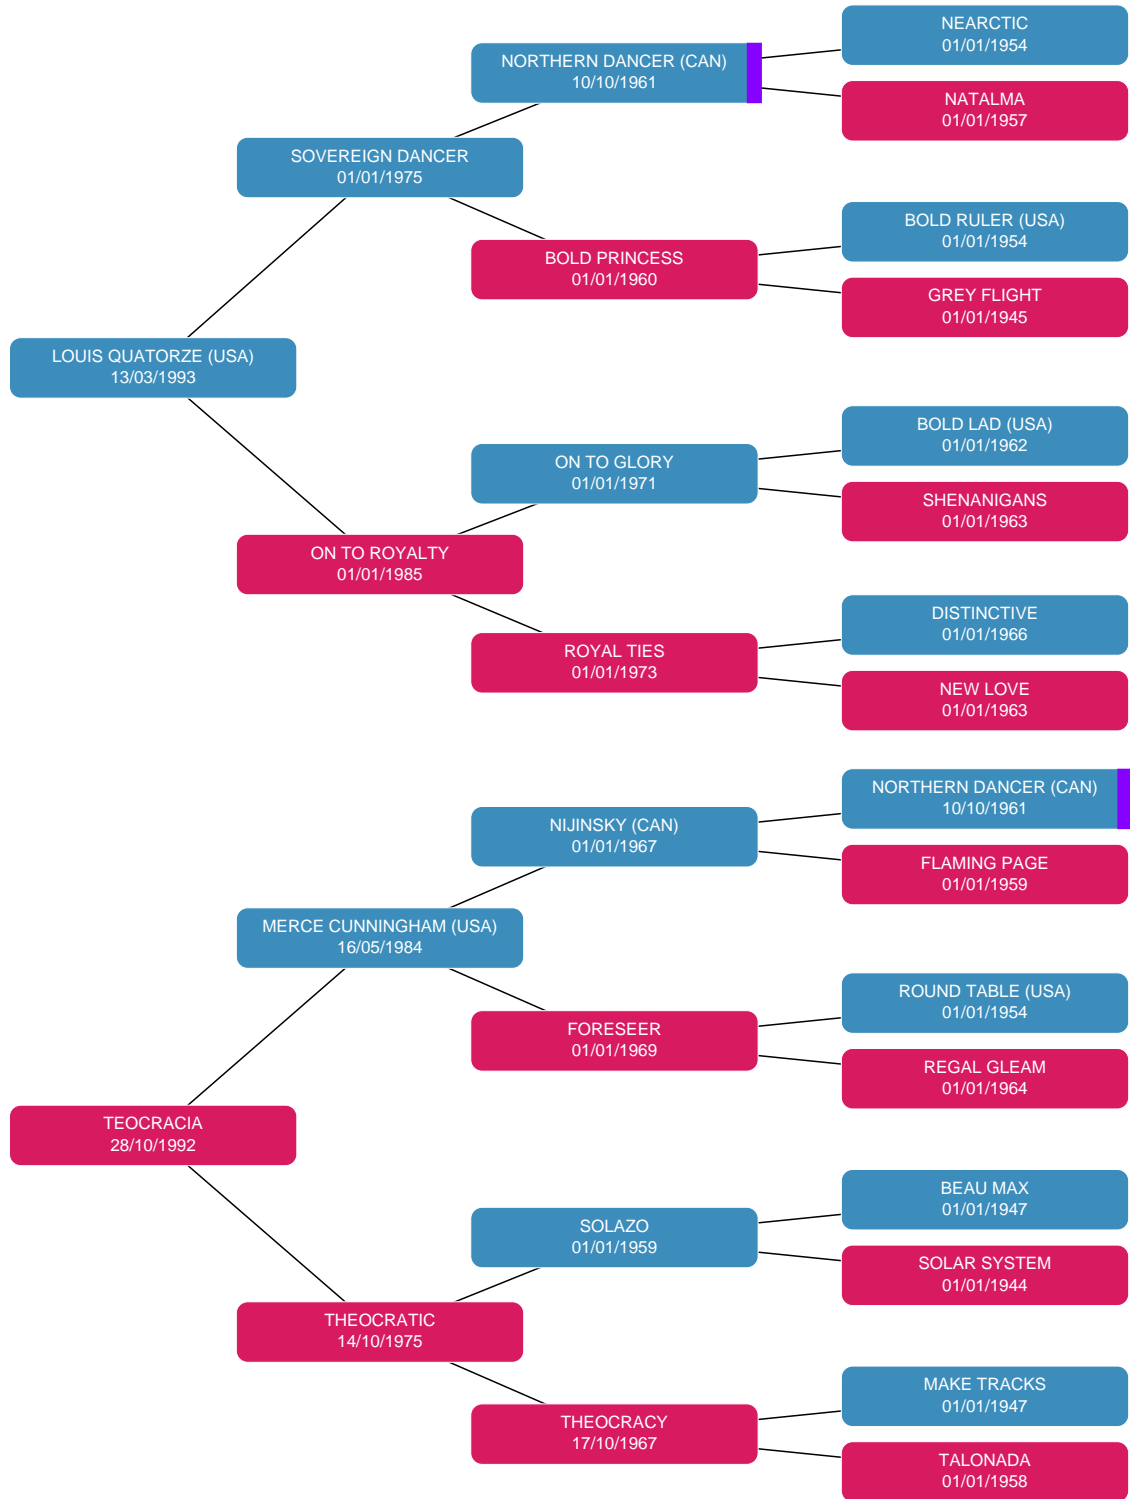 NEARCTIC
01/01/1954
NORTHERN DANCER (CAN)
10/10/1961
NATALMA
01/01/1957
SOVEREIGN DANCER
01/01/1975
BOLD RULER (USA)
01/01/1954
BOLD PRINCESS
01/01/1960
GREY FLIGHT
01/01/1945
LOUIS QUATORZE (USA)
13/03/1993
BOLD LAD (USA)
01/01/1962
ON TO GLORY
01/01/1971
SHENANIGANS
01/01/1963
ON TO ROYALTY
01/01/1985
DISTINCTIVE
01/01/1966
ROYAL TIES
01/01/1973
NEW LOVE
01/01/1963
NORTHERN DANCER (CAN)
10/10/1961
NIJINSKY (CAN)
01/01/1967
FLAMING PAGE
01/01/1959
MERCE CUNNINGHAM (USA)
16/05/1984
ROUND TABLE (USA)
01/01/1954
FORESEER
01/01/1969
REGAL GLEAM
01/01/1964
TEOCRACIA
28/10/1992
BEAU MAX
01/01/1947
SOLAZO
01/01/1959
SOLAR SYSTEM
01/01/1944
THEOCRATIC
14/10/1975
MAKE TRACKS
01/01/1947
THEOCRACY
17/10/1967
TALONADA
01/01/1958